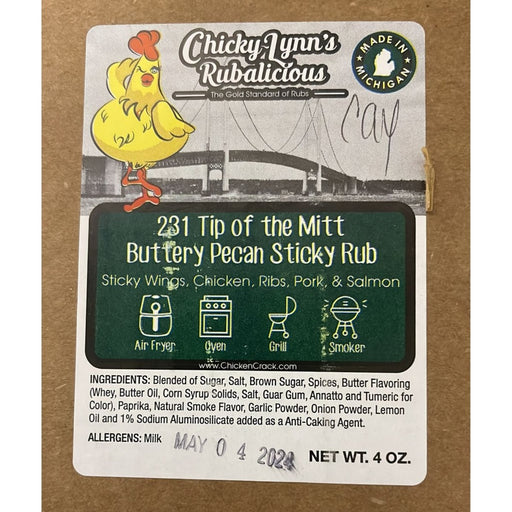 Chicky Lynn's
Rubalicious
The Gold Standard of Rubs
MADE IN MICHIGAN
Cay
231 Tip of the Mitt
Buttery Pecan Sticky Rub
Sticky Wings, Chicken, Ribs, Pork, & Salmon
Air Fryer Oven Grill Smoker
www.ChickenCrack.com
INGREDIENTS: Blended of Sugar, Salt, Brown Sugar, Spices, Butter Flavoring
(Whey, Butter Oil, Corn Syrup Solids, Salt, Guar Gum, Annatto and Tumeric for
Color), Paprika, Natural Smoke Flavor, Garlic Powder, Onion Powder, Lemon
Oil and 1% Sodium Aluminosilicate added as a Anti-Caking Agent.
ALLERGENS: Milk MAY 04 2024 NET WT. 4 OZ.